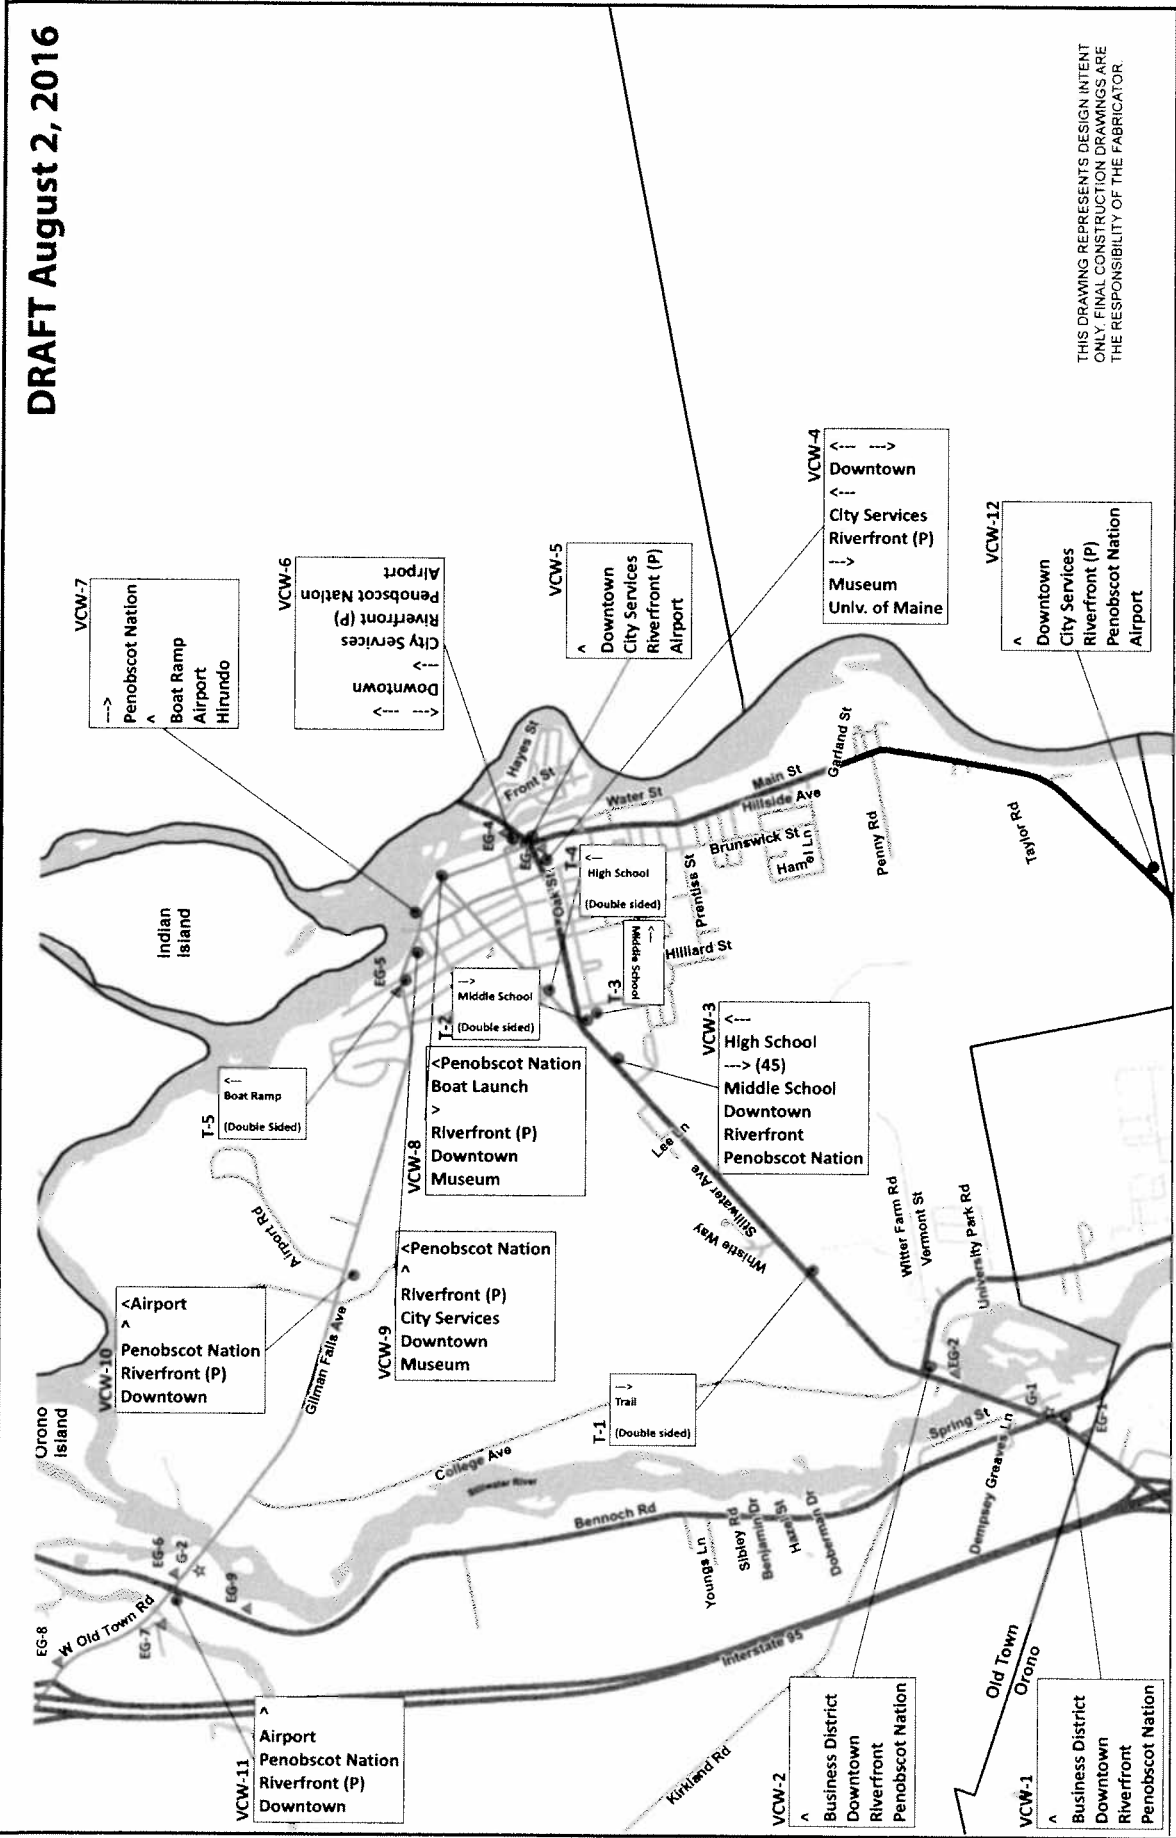 DRAFT August 2, 2016
THIS DRAWING REPRESENTS DESIGN INTENT
ONLY. FINAL CONSTRUCTION DRAWINGS ARE
THE RESPONSIBILITY OF THE FABRICATOR.
VCW-7
--->
Penobscot Nation
^
Boat Ramp
Airport
Hirundo
VCW-6
<--- --->
Downtown
--->
City Services
Riverfront (P)
Penobscot Nation
Airport
VCW-5
^
Downtown
City Services
Riverfront (P)
Airport
VCW-4
<--- --->
Downtown
<---
City Services
Riverfront (P)
--->
Museum
Univ. of Maine
VCW-12
^
Downtown
City Services
Riverfront (P)
Penobscot Nation
Airport
Indian
Island
Hayes St
Front St
Water St
Main St
Hillside Ave
Garland St
Brunswick St
Hamel Ln
Penny Rd
Taylor Rd
Prentiss St
Hilliard St
Oak St
EG-4
EG-5
T-4
<---
High School
(Double sided)
T-3
--->
Middle School
T-2
--->
Middle School
(Double sided)
T-5
<---
Boat Ramp
(Double Sided)
VCW-8
<Penobscot Nation
Boat Launch
>
Riverfront (P)
Downtown
Museum
VCW-3
<---
High School
---> (45)
Middle School
Downtown
Riverfront
Penobscot Nation
Lee Ln
Stillwater Ave
Whistle Way
Airport Rd
Witter Farm Rd
Vermont St
University Park Rd
VCW-9
<Penobscot Nation
^
Riverfront (P)
City Services
Downtown
Museum
VCW-10
<Airport
^
Penobscot Nation
Riverfront (P)
Downtown
Gilman Falls Ave
Orono
Island
T-1
--->
Trail
(Double sided)
College Ave
Stillwater River
Bennoch Rd
EG-2
G-1
EG-1
Spring St
Dempsey Greaves Ln
Youngs Ln
Sibley Rd
Benjamin Dr
Hazel St
Doberman Dr
EG-6
G-2
EG-9
EG-7
EG-8
W Old Town Rd
Interstate 95
Kirkland Rd
Old Town
Orono
VCW-11
^
Airport
Penobscot Nation
Riverfront (P)
Downtown
VCW-2
^
Business District
Downtown
Riverfront
Penobscot Nation
VCW-1
^
Business District
Downtown
Riverfront
Penobscot Nation